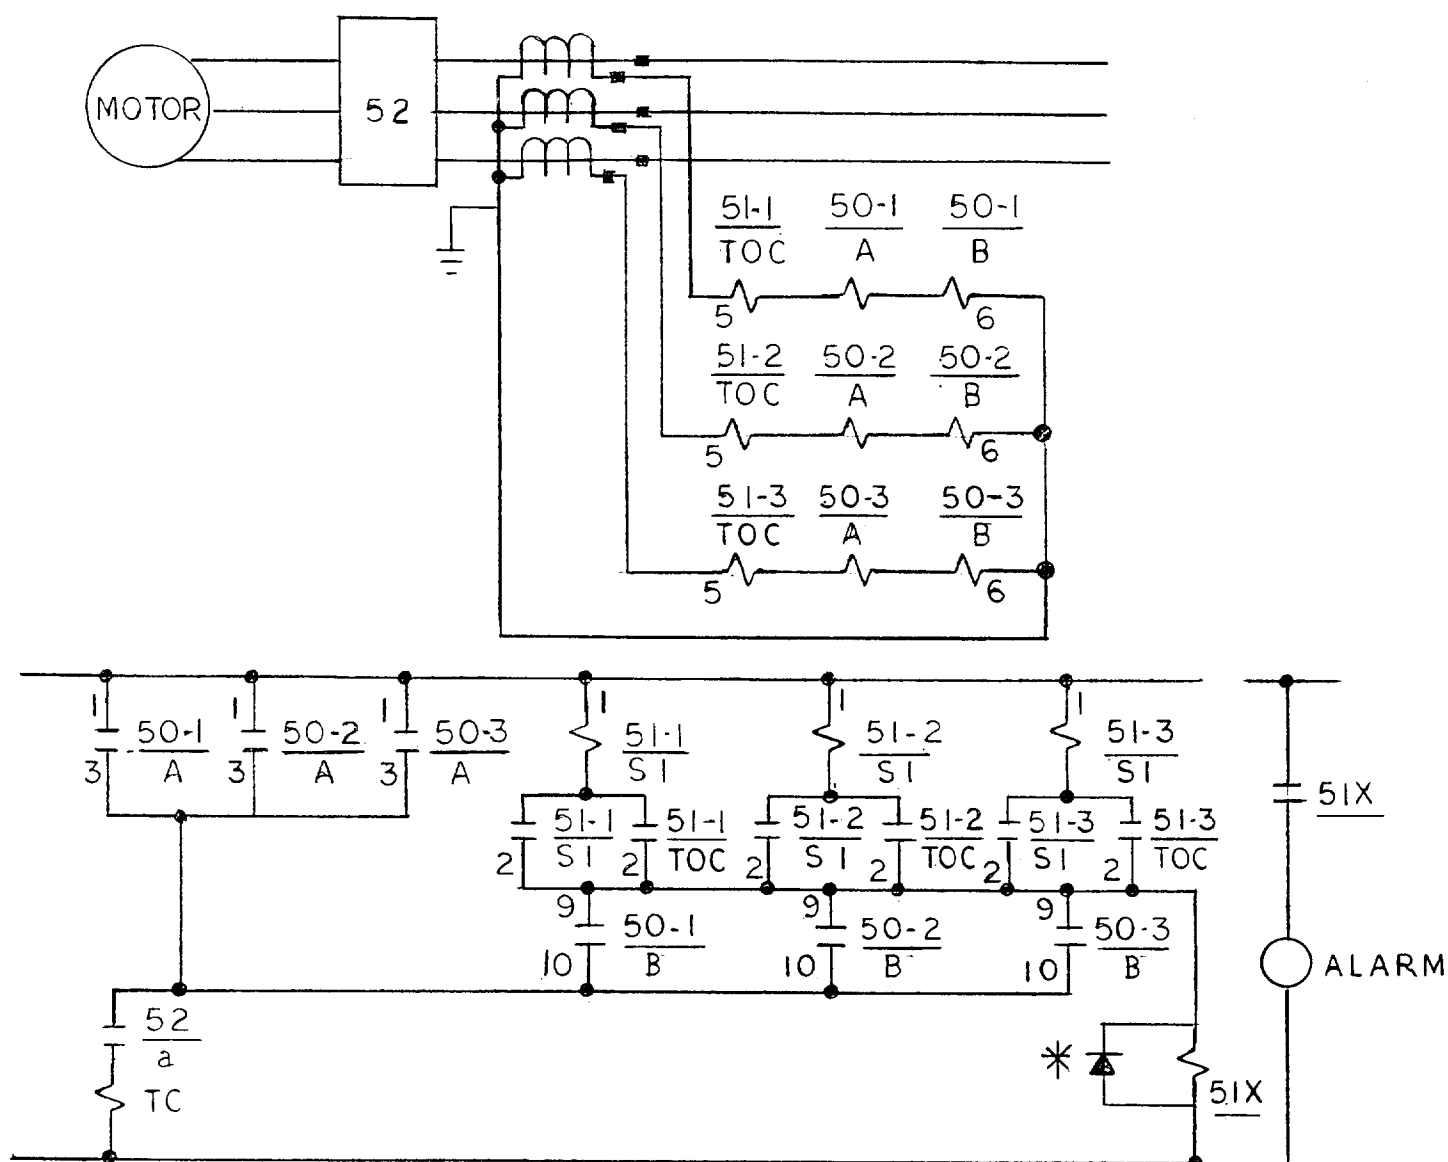 MOTOR
52
51-1 50-1 50-1
TOC A B
5 6
51-2 50-2 50-2
TOC A B
5 6
51-3 50-3 50-3
TOC A B
5 6
1 1 1 1 1 1
50-1 50-2 50-3 51-1 51-2 51-3
A A A SI SI SI
3 3 3
51X
51-1 51-1 51-2 51-2 51-3 51-3
SI TOC SI TOC SI TOC
2 2 2 2 2 2
9 9 9
50-1 50-2 50-3
B B B
10 10 10
ALARM
52
a
TC
*
51X